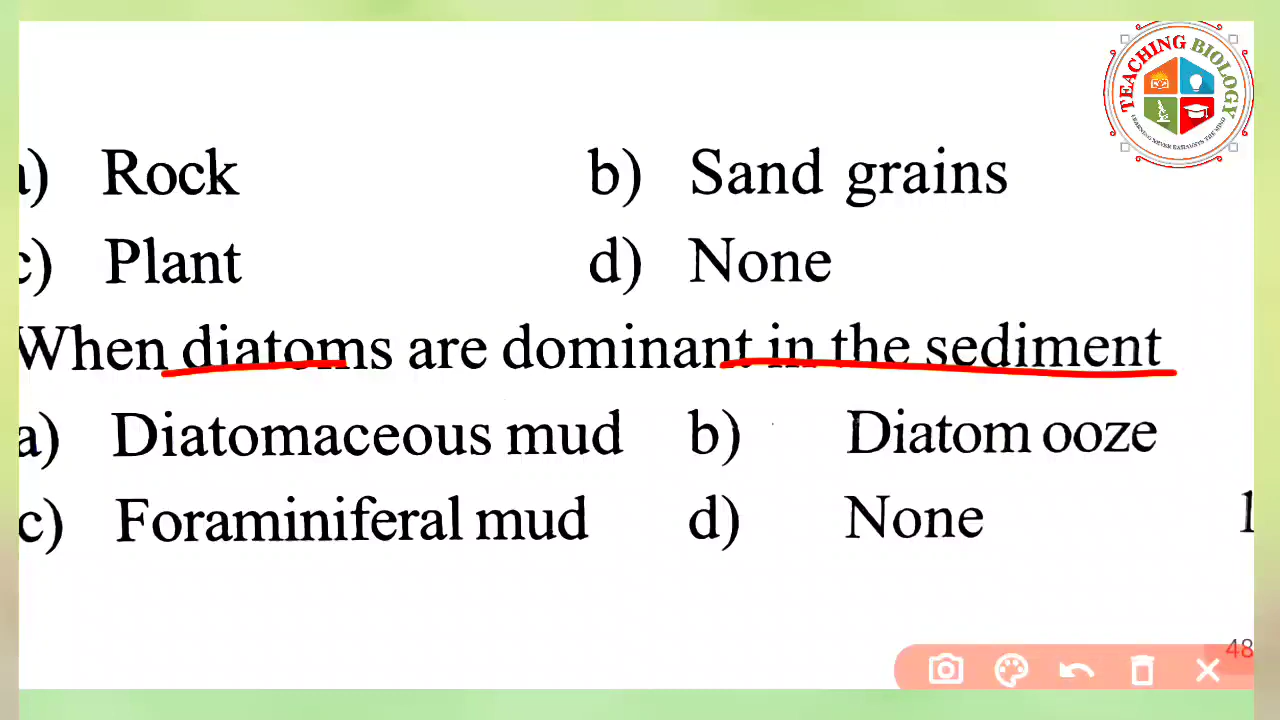 TEACHING BIOLOGY
a) Rock b) Sand grains
c) Plant d) None
When diatoms are dominant in the sediment
a) Diatomaceous mud b) Diatom ooze
c) Foraminiferal mud d) None
48